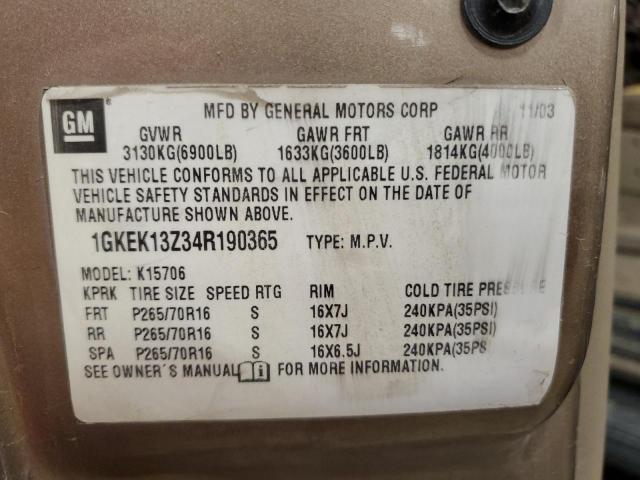 GM ® MFD BY GENERAL MOTORS CORP 11/03
GVWR GAWR FRT GAWR RR
3130KG(6900LB) 1633KG(3600LB) 1814KG(4000LB)
THIS VEHICLE CONFORMS TO ALL APPLICABLE U.S. FEDERAL MOTOR
VEHICLE SAFETY STANDARDS IN EFFECT ON THE DATE OF
MANUFACTURE SHOWN ABOVE.
1GKEK13Z34R190365 TYPE: M.P.V.
MODEL: K15706
KPRK TIRE SIZE SPEED RTG RIM COLD TIRE PRESSURE
FRT P265/70R16 S 16X7J 240KPA(35PSI)
RR P265/70R16 S 16X7J 240KPA(35PSI)
SPA P265/70R16 S 16X6.5J 240KPA(35PS
SEE OWNER´S MANUAL FOR MORE INFORMATION.